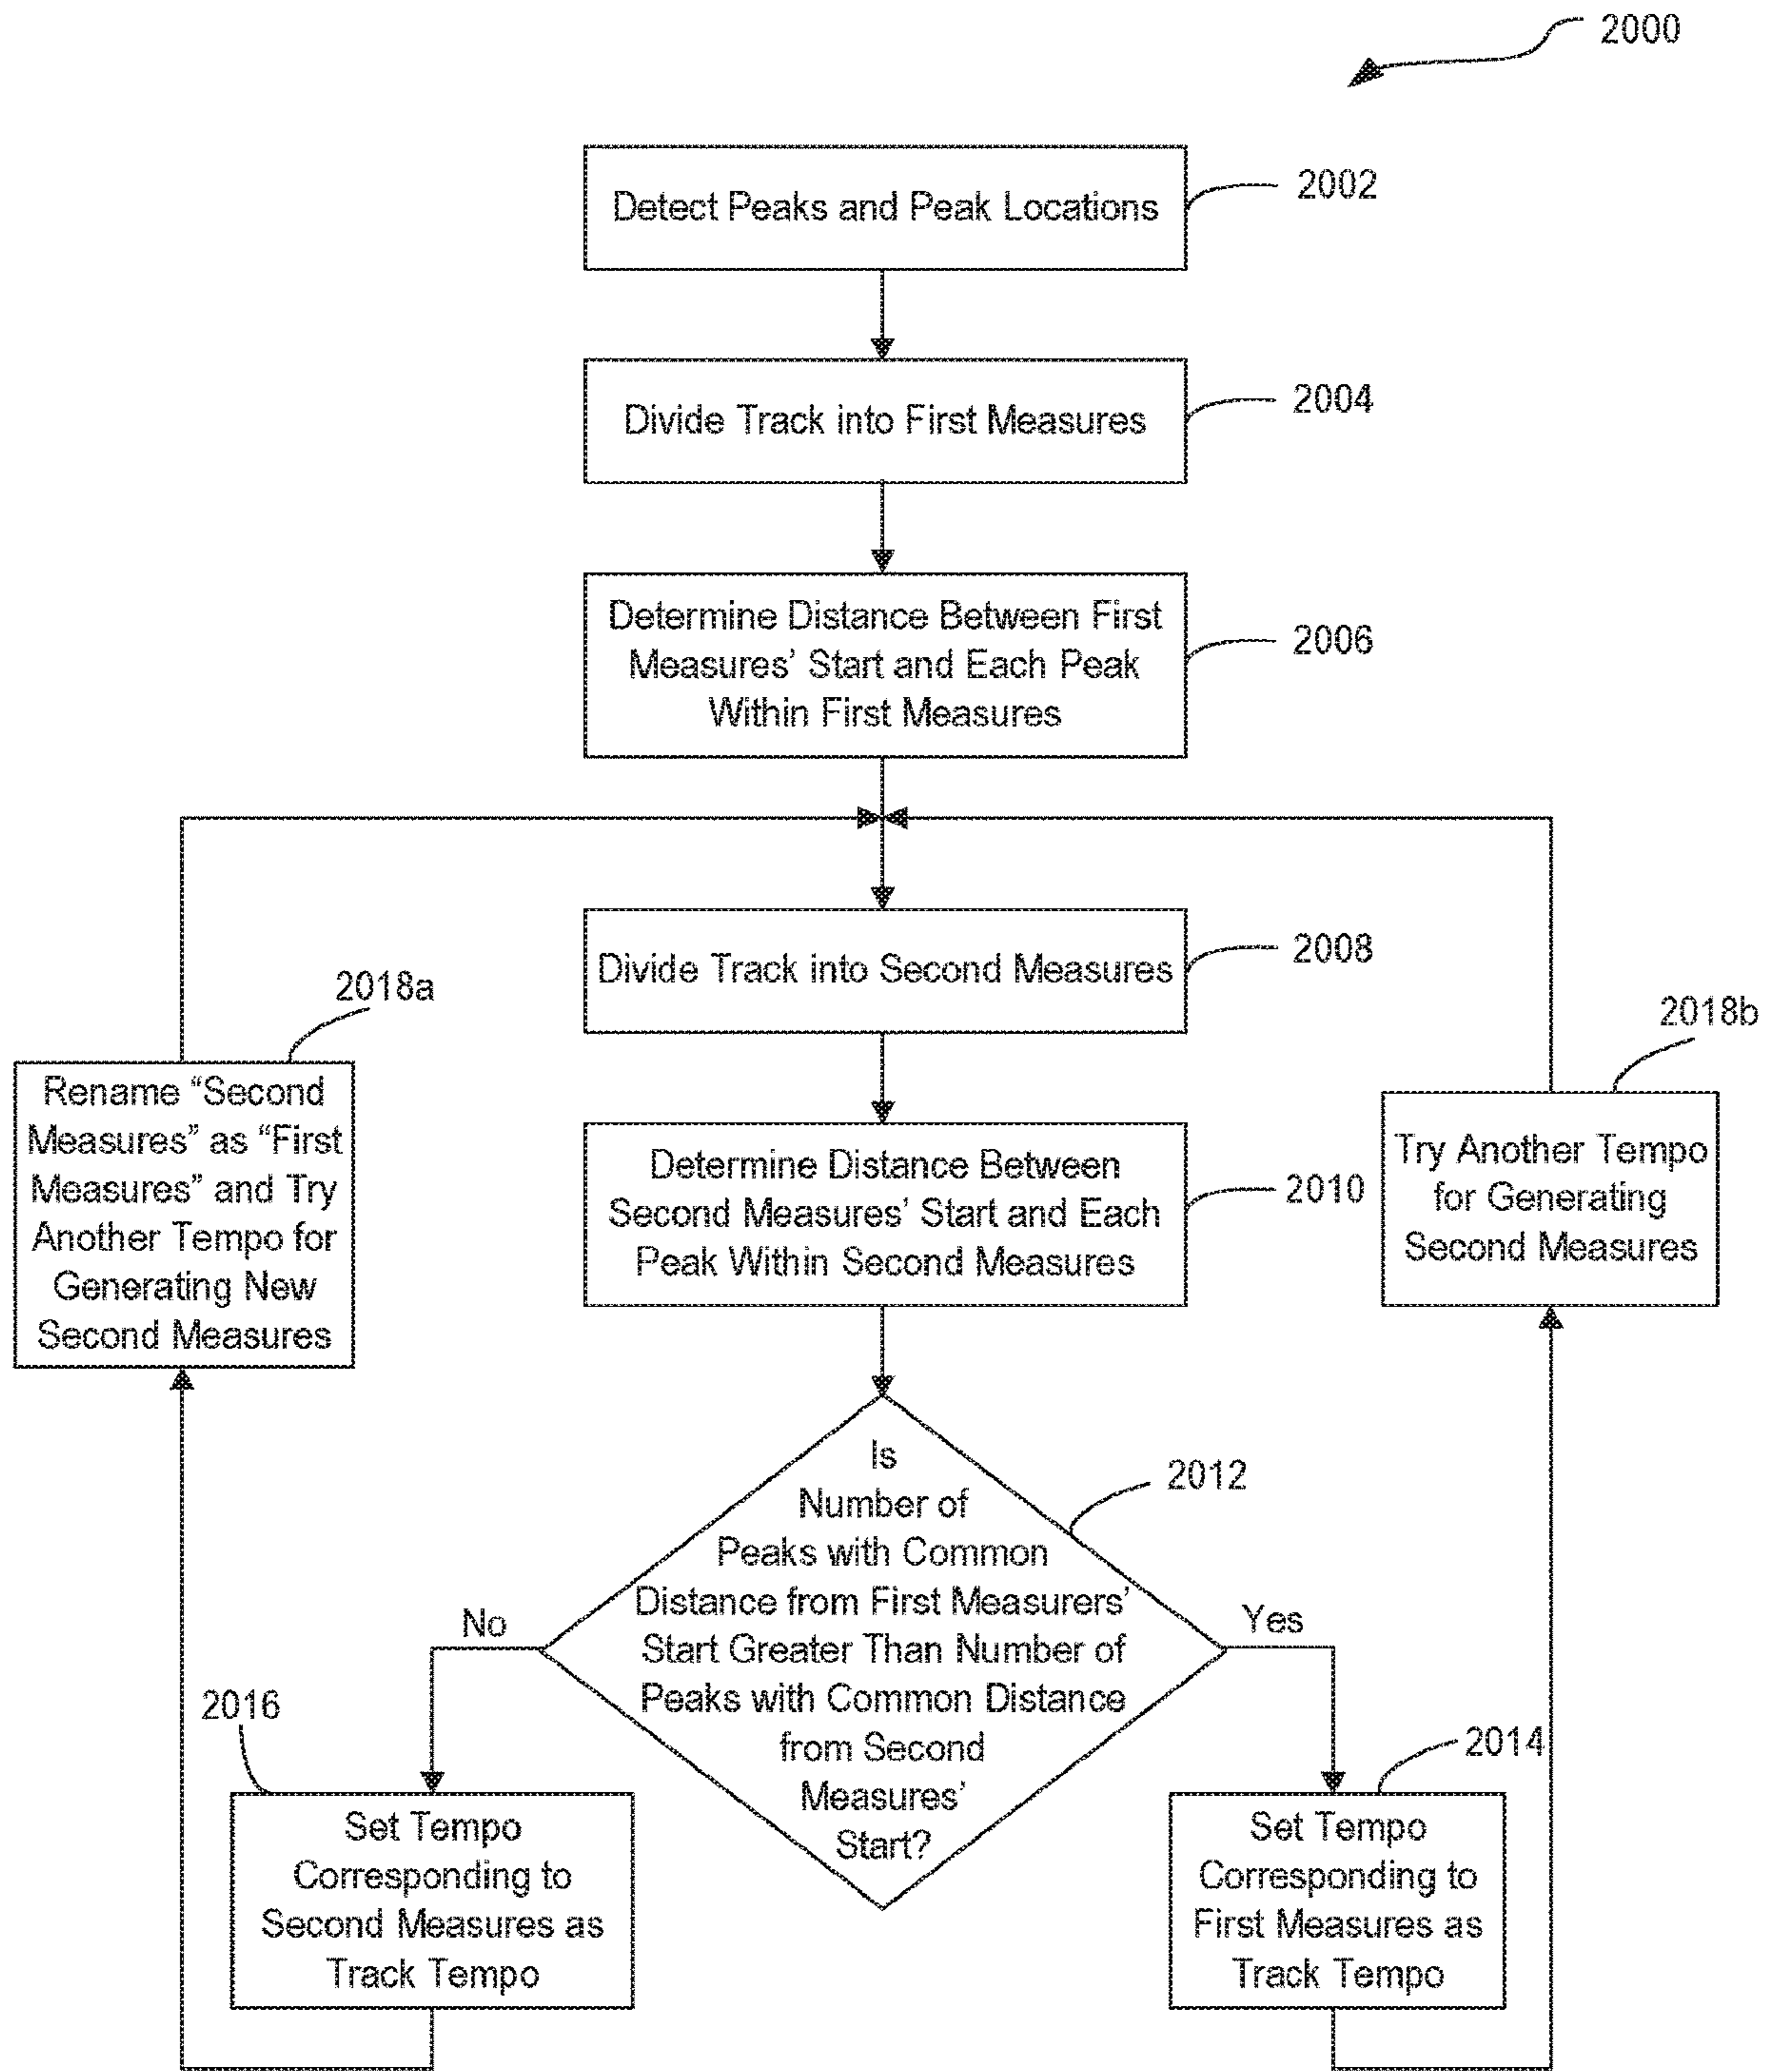 2000
Detect Peaks and Peak Locations
2002
Divide Track into First Measures
2004
Determine Distance Between First
Measures’ Start and Each Peak
Within First Measures
2006
Divide Track into Second Measures
2008
2018a
Rename “Second
Measures” as “First
Measures” and Try
Another Tempo for
Generating New
Second Measures
2018b
Try Another Tempo
for Generating
Second Measures
Determine Distance Between
Second Measures’ Start and Each
Peak Within Second Measures
2010
Is
Number of
Peaks with Common
Distance from First Measurers’
Start Greater Than Number of
Peaks with Common Distance
from Second
Measures’
Start?
2012
No
Yes
2016
Set Tempo
Corresponding to
Second Measures as
Track Tempo
2014
Set Tempo
Corresponding to
First Measures as
Track Tempo